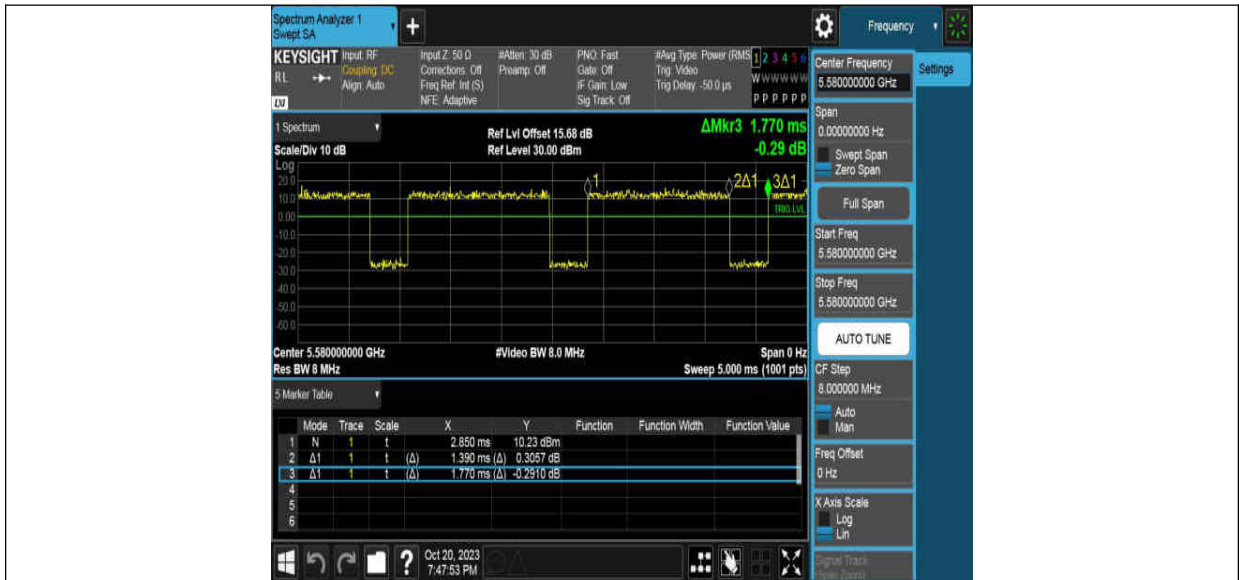 Spectrum Analyzer 1
Swept SA
Frequency
KEYSIGHT
RL
LXI
Input: RF
Coupling: DC
Align: Auto
Input Z: 50 Ω
Corrections: Off
Freq Ref: Int (S)
NFE: Adaptive
#Atten: 30 dB
Preamp: Off
PNO: Fast
Gate: Off
IF Gain: Low
Sig Track: Off
#Avg Type: Power (RMS
Trig: Video
Trig Delay: -50.0 µs
1 2 3 4 5 6
W W W W W W
P P P P P P
1 Spectrum
Scale/Div 10 dB
Ref Lvl Offset 15.68 dB
Ref Level 30.00 dBm
ΔMkr3 1.770 ms
-0.29 dB
Log
20.0
10.0
0.00
-10.0
-20.0
-30.0
-40.0
-50.0
-60.0
1
2Δ1
3Δ1
TRIG LVL
Center 5.580000000 GHz
#Video BW 8.0 MHz
Span 0 Hz
Res BW 8 MHz
Sweep 5.000 ms (1001 pts)
5 Marker Table
Mode Trace Scale X Y Function Function Width Function Value
1 N 1 t 2.850 ms 10.23 dBm
2 Δ1 1 t (Δ) 1.390 ms (Δ) 0.3057 dB
3 Δ1 1 t (Δ) 1.770 ms (Δ) -0.2910 dB
4
5
6
?
Oct 20, 2023
7:47:53 PM
Center Frequency
5.580000000 GHz
Settings
Span
0.00000000 Hz
Swept Span
Zero Span
Full Span
Start Freq
5.580000000 GHz
Stop Freq
5.580000000 GHz
AUTO TUNE
CF Step
8.000000 MHz
Auto
Man
Freq Offset
0 Hz
X Axis Scale
Log
Lin
Signal Track
(Span Zoom)